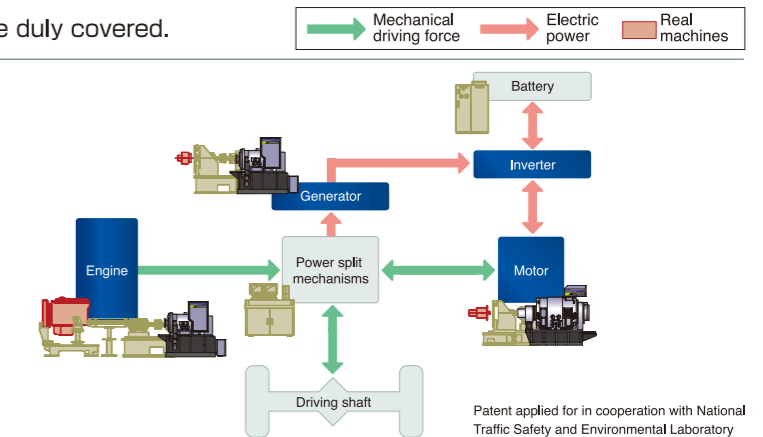 e duly covered.
Mechanical
driving force
Electric
power
Real
machines
Battery
Inverter
Generator
Engine
Power split
mechanisms
Motor
Driving shaft
Patent applied for in cooperation with National
Traffic Safety and Environmental Laboratory